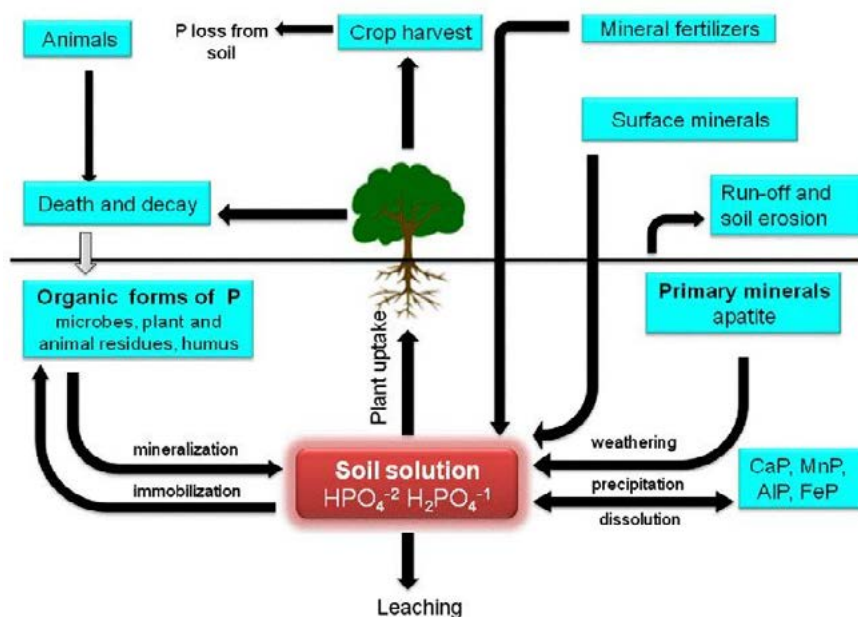 Animals
P loss from
soil
Crop harvest
Mineral fertilizers
Surface minerals
Death and decay
Run-off and
soil erosion
Organic forms of P
microbes, plant and
animal residues, humus
Primary minerals
apatite
Plant uptake
mineralization
immobilization
Soil solution
HPO₄⁻² H₂PO₄⁻¹
weathering
precipitation
dissolution
CaP, MnP,
AlP, FeP
Leaching